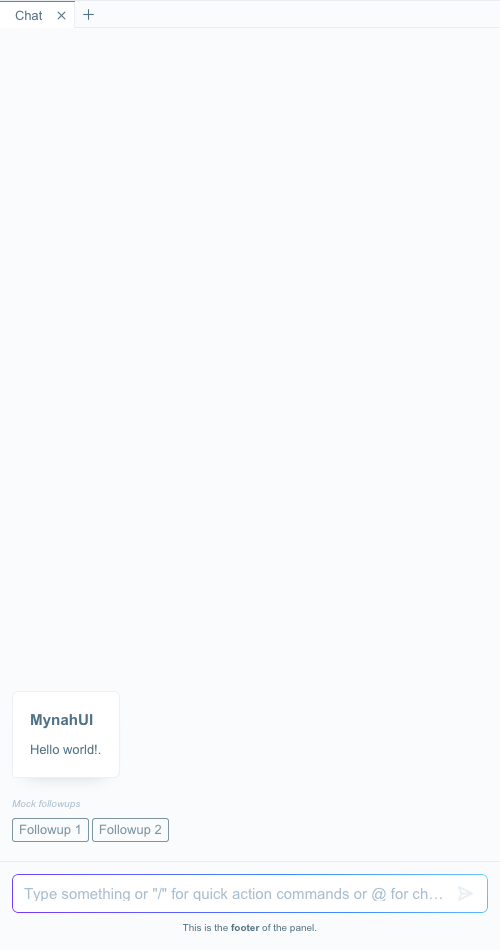 Chat
MynahUI
Hello world!.
Mock followups
Followup 1 Followup 2
Type something or "/" for quick action commands or @ for ch…
This is the footer of the panel.